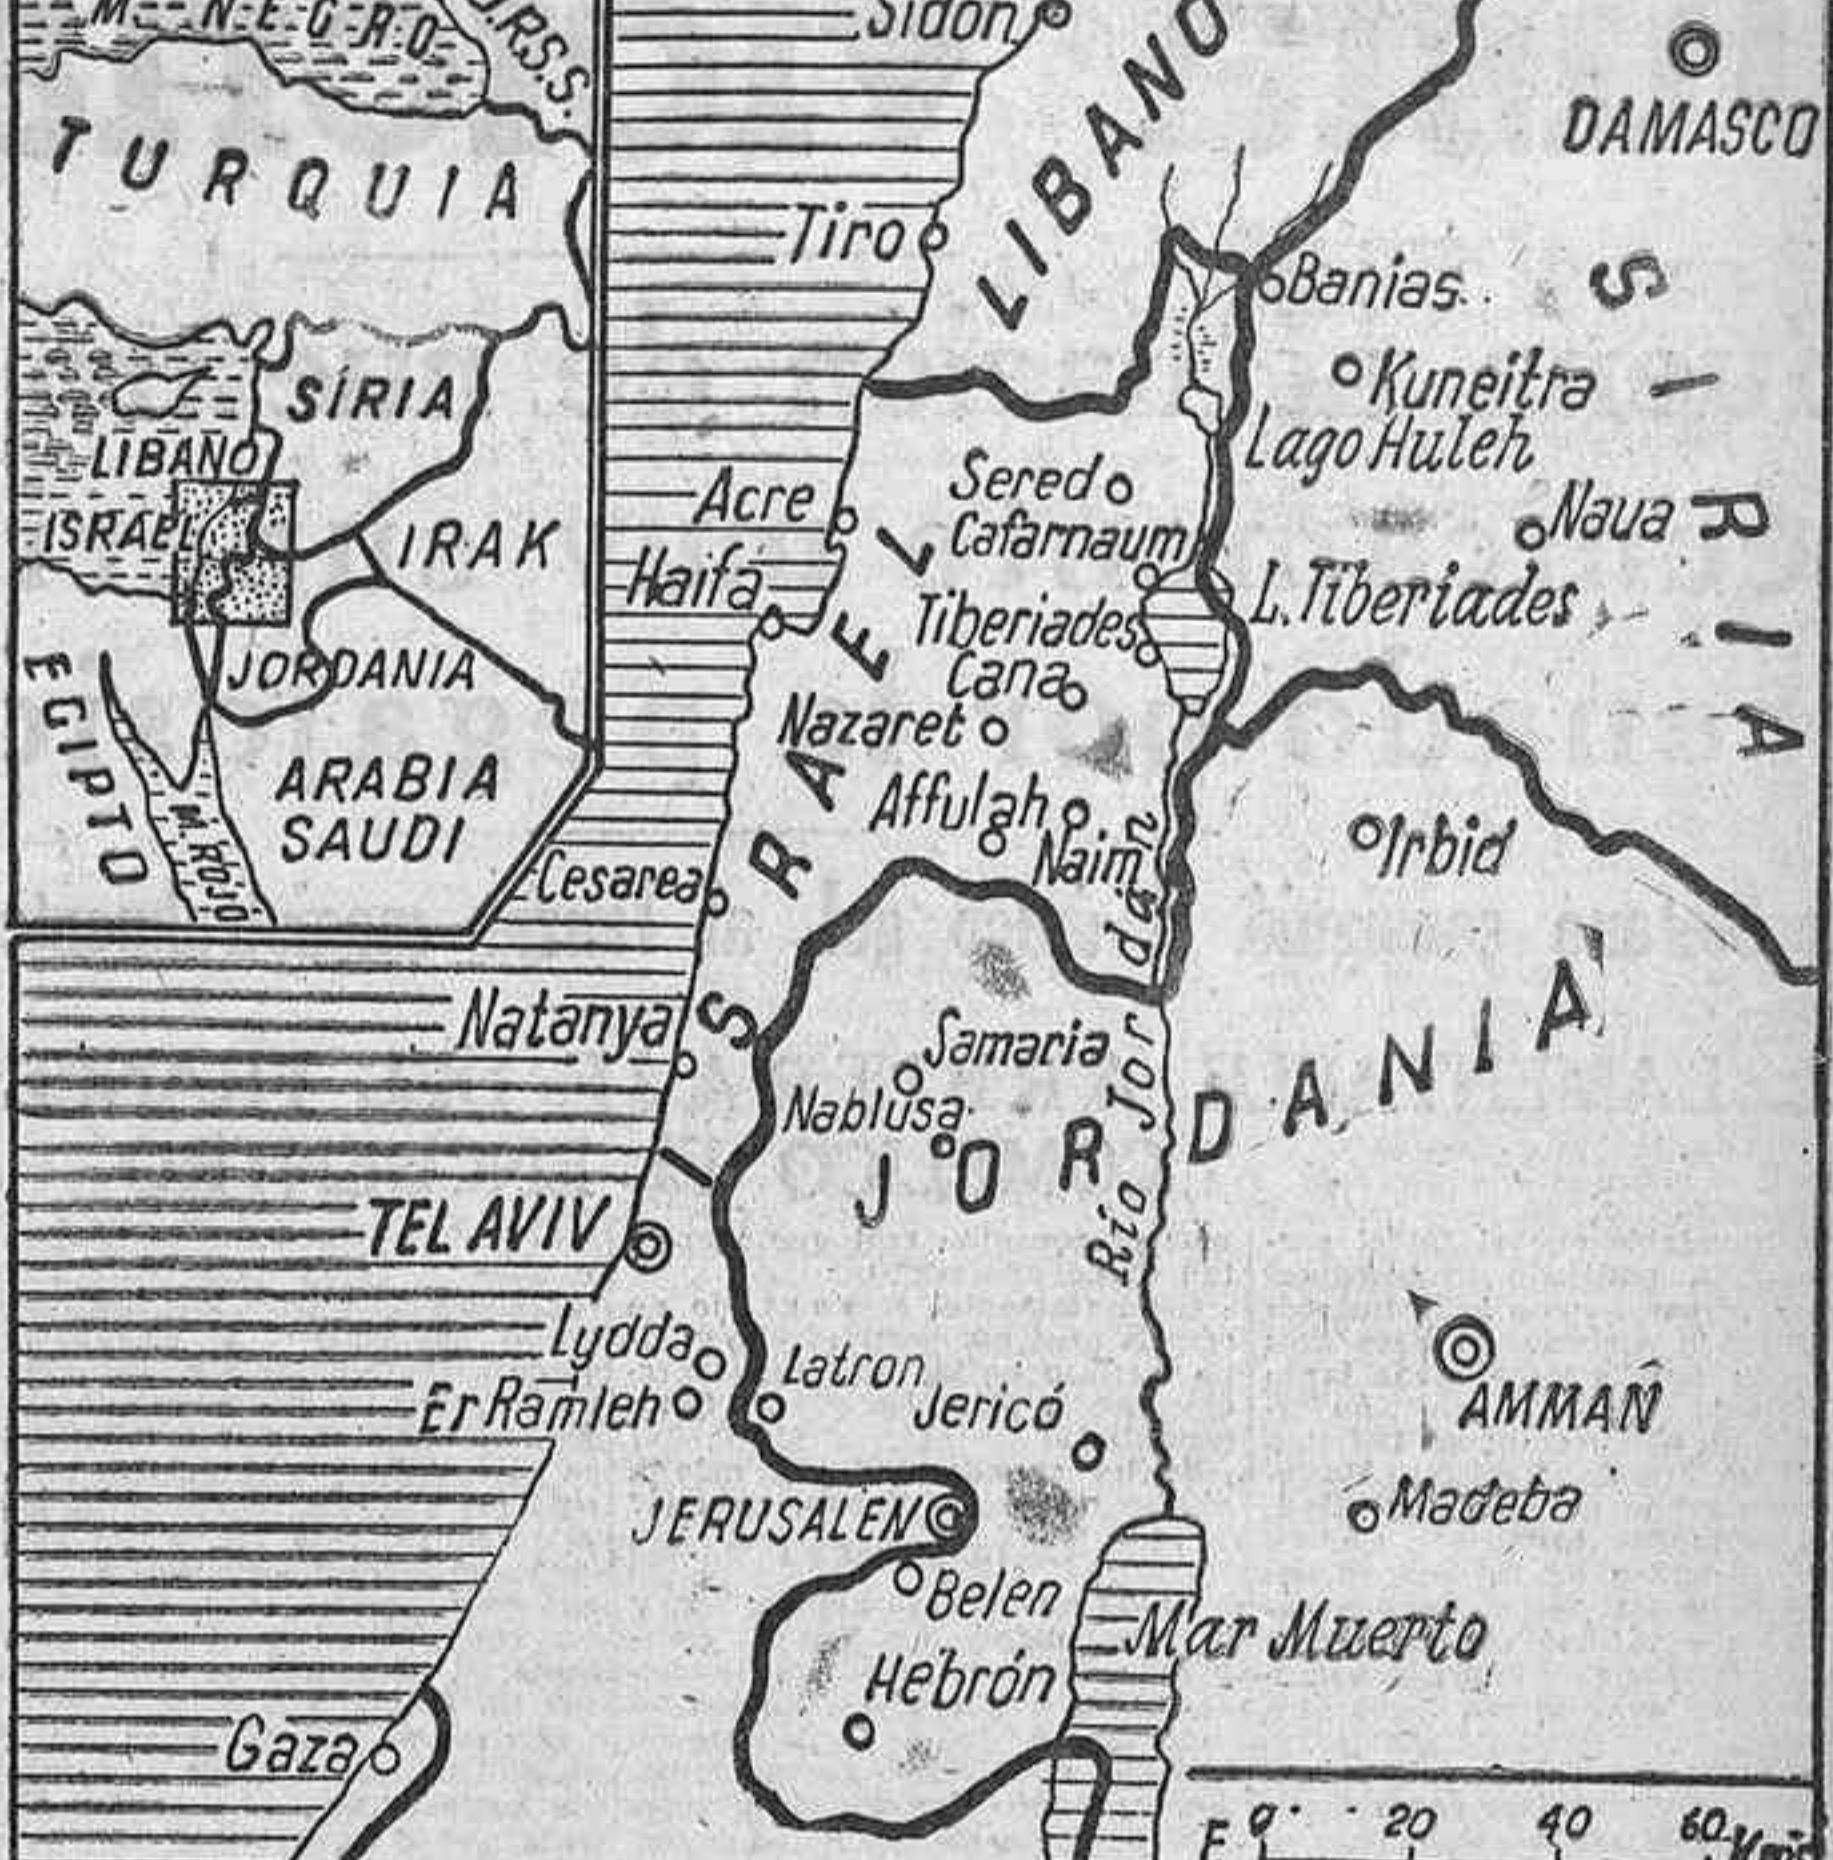 M. NEGRO
U.R.S.S.
TURQUIA
SÍRIA
LIBANO
ISRAEL
IRAK
JORDANIA
EGIPTO
ARABIA
SAUDI
M. Rojo
Sidon
LIBANO
DAMASCO
Tiro
Banias
SIRIA
Kuneitra
Lago Huleh
Sered
Acre
Naua
Cafarnaum
Haifa
L. Tiberiades
Tiberiades
Cana
Nazaret
ISRAEL
Affulah
Naim
Irbid
Cesarea
Natanya
Samaria
Nablusa
Río Jordán
JORDANIA
TEL AVIV
Lydda
Latron
Er Ramleh
Jericó
AMMAN
JERUSALEN
Madeba
Belen
Mar Muerto
Hebrón
Gaza
E 0 20 40 60 Kms